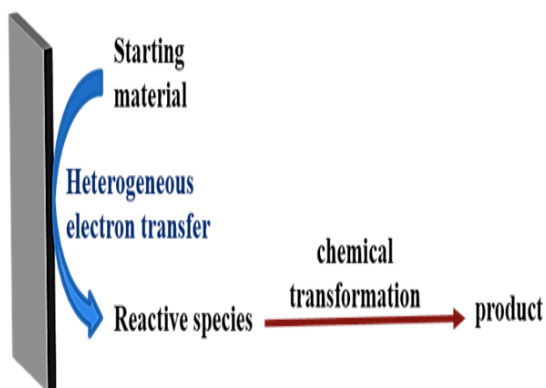 Starting
material
Heterogeneous
electron transfer
chemical
transformation
Reactive species
product